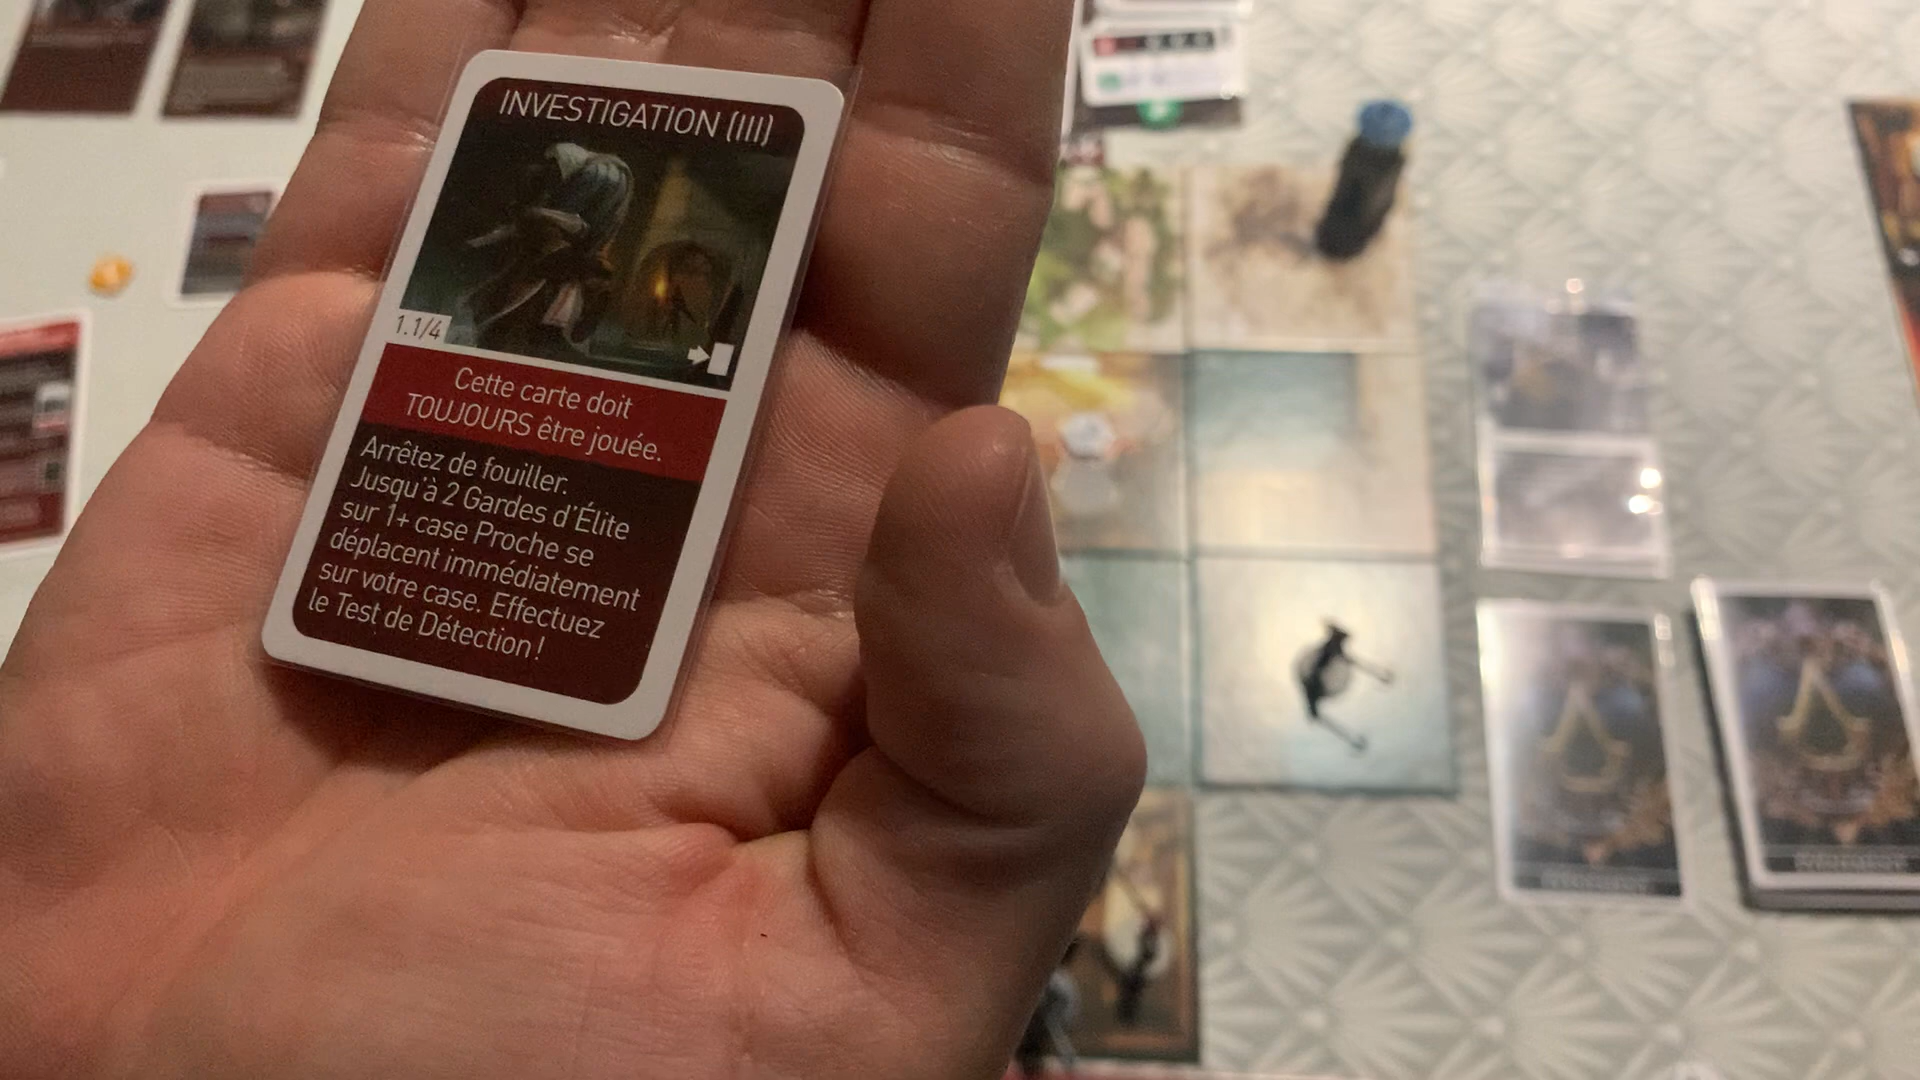 INVESTIGATION (III)
1.1/4
Cette carte doit
TOUJOURS être jouée.
Arrêtez de fouiller.
Jusqu'à 2 Gardes d'Élite
sur 1+ case Proche se
déplacent immédiatement
sur votre case. Effectuez
le Test de Détection !